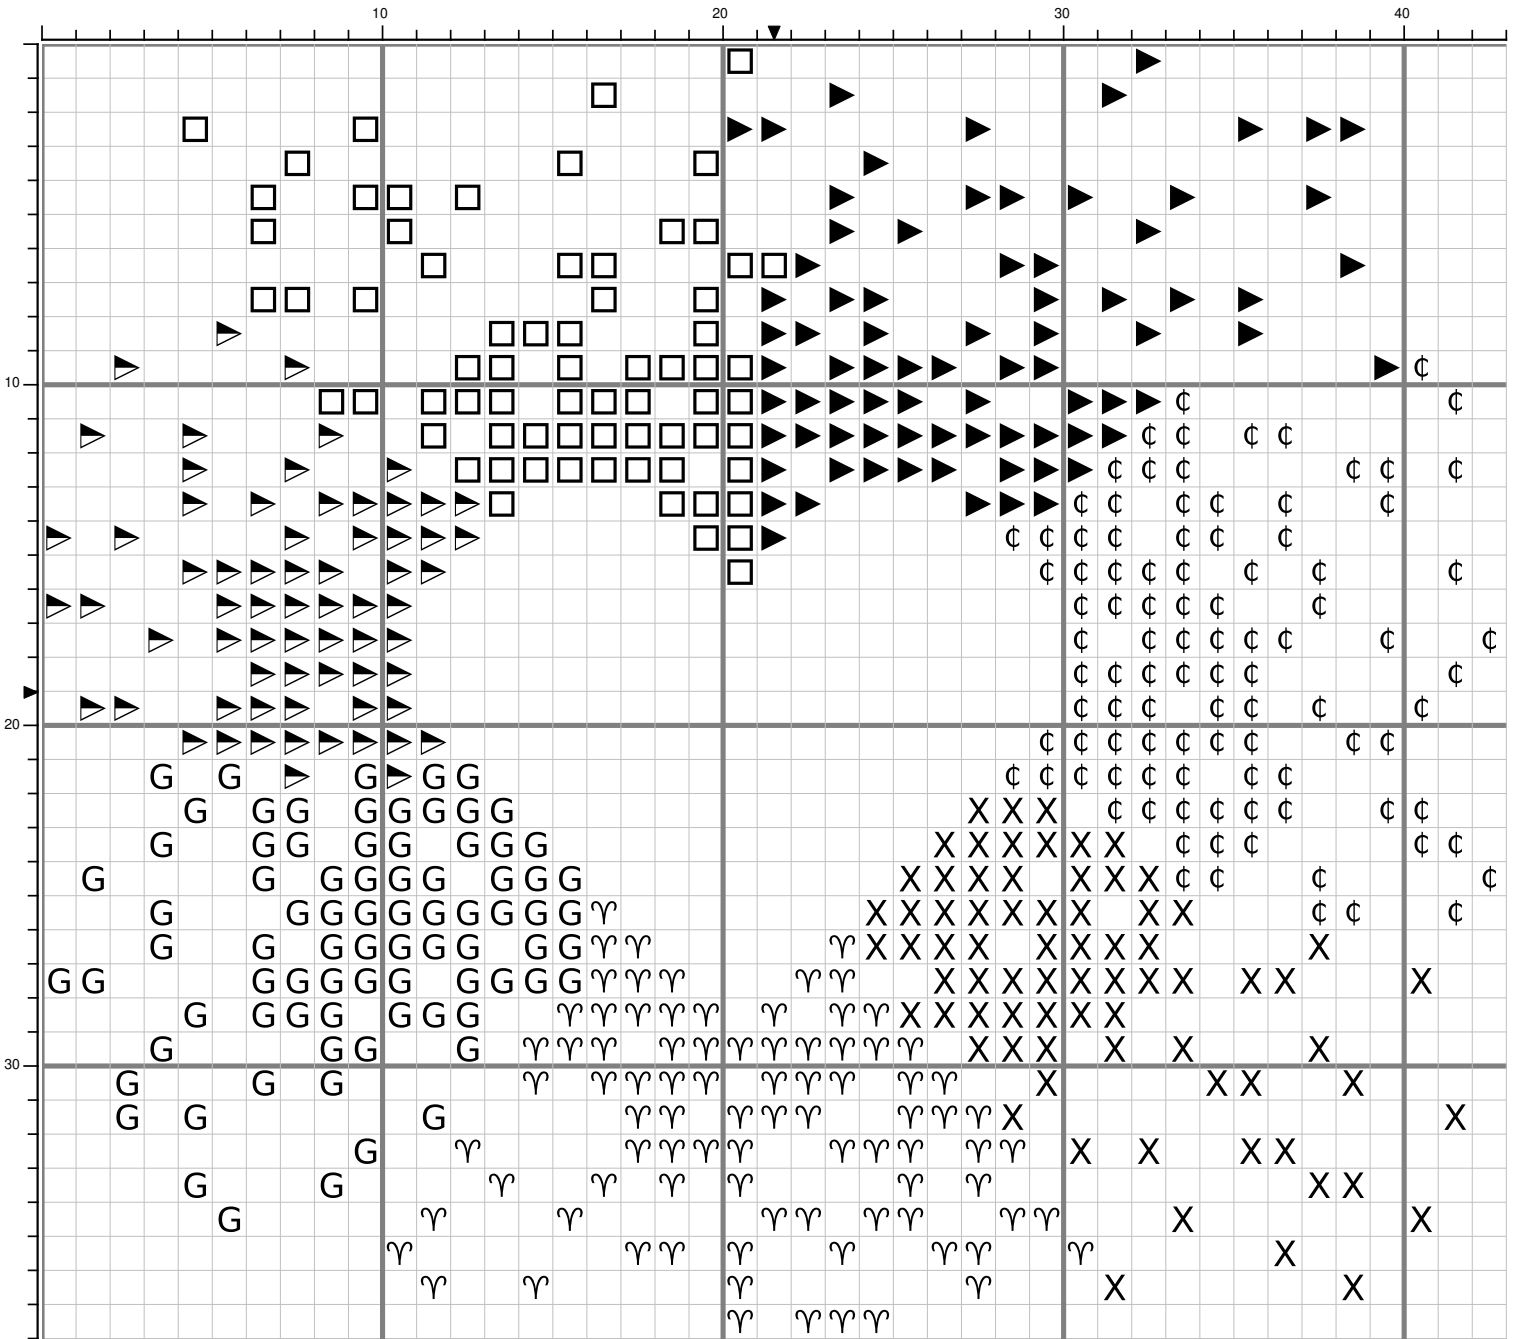 10 20 30 40
¢
10
¢ ¢
¢ ¢ ¢ ¢
¢ ¢ ¢ ¢ ¢ ¢
¢ ¢ ¢ ¢ ¢ ¢
¢ ¢ ¢ ¢ ¢ ¢ ¢
¢ ¢ ¢ ¢ ¢ ¢ ¢ ¢
¢ ¢ ¢ ¢ ¢ ¢
¢ ¢ ¢ ¢ ¢ ¢ ¢ ¢
¢ ¢ ¢ ¢ ¢ ¢ ¢
¢ ¢ ¢ ¢ ¢ ¢ ¢
20
¢ ¢ ¢ ¢ ¢ ¢ ¢ ¢ ¢
G G G G G ¢ ¢ ¢ ¢ ¢ ¢ ¢ ¢
G G G G G G G G X X X ¢ ¢ ¢ ¢ ¢ ¢ ¢ ¢
G G G G G G G G X X X X X X ¢ ¢ ¢ ¢ ¢
G G G G G G G G G X X X X X X X ¢ ¢ ¢ ¢
G G G G G G G G G G ♈ X X X X X X X X X ¢ ¢ ¢
G G G G G G G G G ♈ ♈ ♈ X X X X X X X X X
G G G G G G G G G G G ♈ ♈ ♈ ♈ ♈ X X X X X X X X X X X
G G G G G G G ♈ ♈ ♈ ♈ ♈ ♈ ♈ ♈ X X X X X X X
G G G G ♈ ♈ ♈ ♈ ♈ ♈ ♈ ♈ ♈ ♈ ♈ X X X X X X
30
G G G ♈ ♈ ♈ ♈ ♈ ♈ ♈ ♈ ♈ ♈ X X X X
G G G ♈ ♈ ♈ ♈ ♈ ♈ ♈ ♈ X X
G ♈ ♈ ♈ ♈ ♈ ♈ ♈ ♈ ♈ ♈ X X X X
G G ♈ ♈ ♈ ♈ ♈ ♈ X X
G ♈ ♈ ♈ ♈ ♈ ♈ ♈ ♈ X X
♈ ♈ ♈ ♈ ♈ ♈ ♈ ♈ X
♈ ♈ ♈ ♈ X X
♈ ♈ ♈ ♈